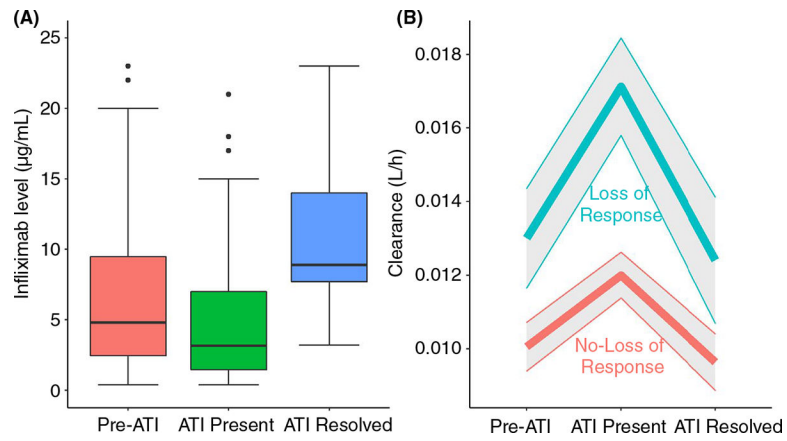 (A)
Infliximab level (µg/mL)
25
20
15
10
5
0
Pre-ATI
ATI Present
ATI Resolved
(B)
Clearance (L/h)
0.018
0.016
0.014
0.012
0.010
Loss of
Response
No-Loss of
Response
Pre-ATI
ATI Present
ATI Resolved